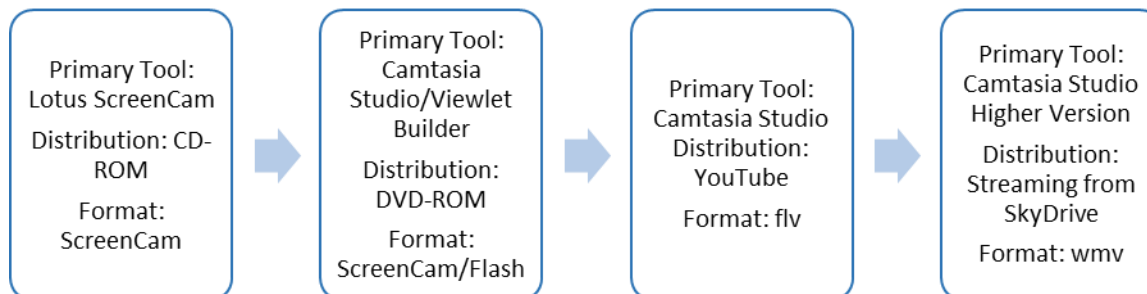 Primary Tool:
Lotus ScreenCam
Distribution: CD-
ROM
Format:
ScreenCam
Primary Tool:
Camtasia
Studio/Viewlet
Builder
Distribution:
DVD-ROM
Format:
ScreenCam/Flash
Primary Tool:
Camtasia Studio
Distribution:
YouTube
Format: flv
Primary Tool:
Camtasia Studio
Higher Version
Distribution:
Streaming from
SkyDrive
Format: wmv